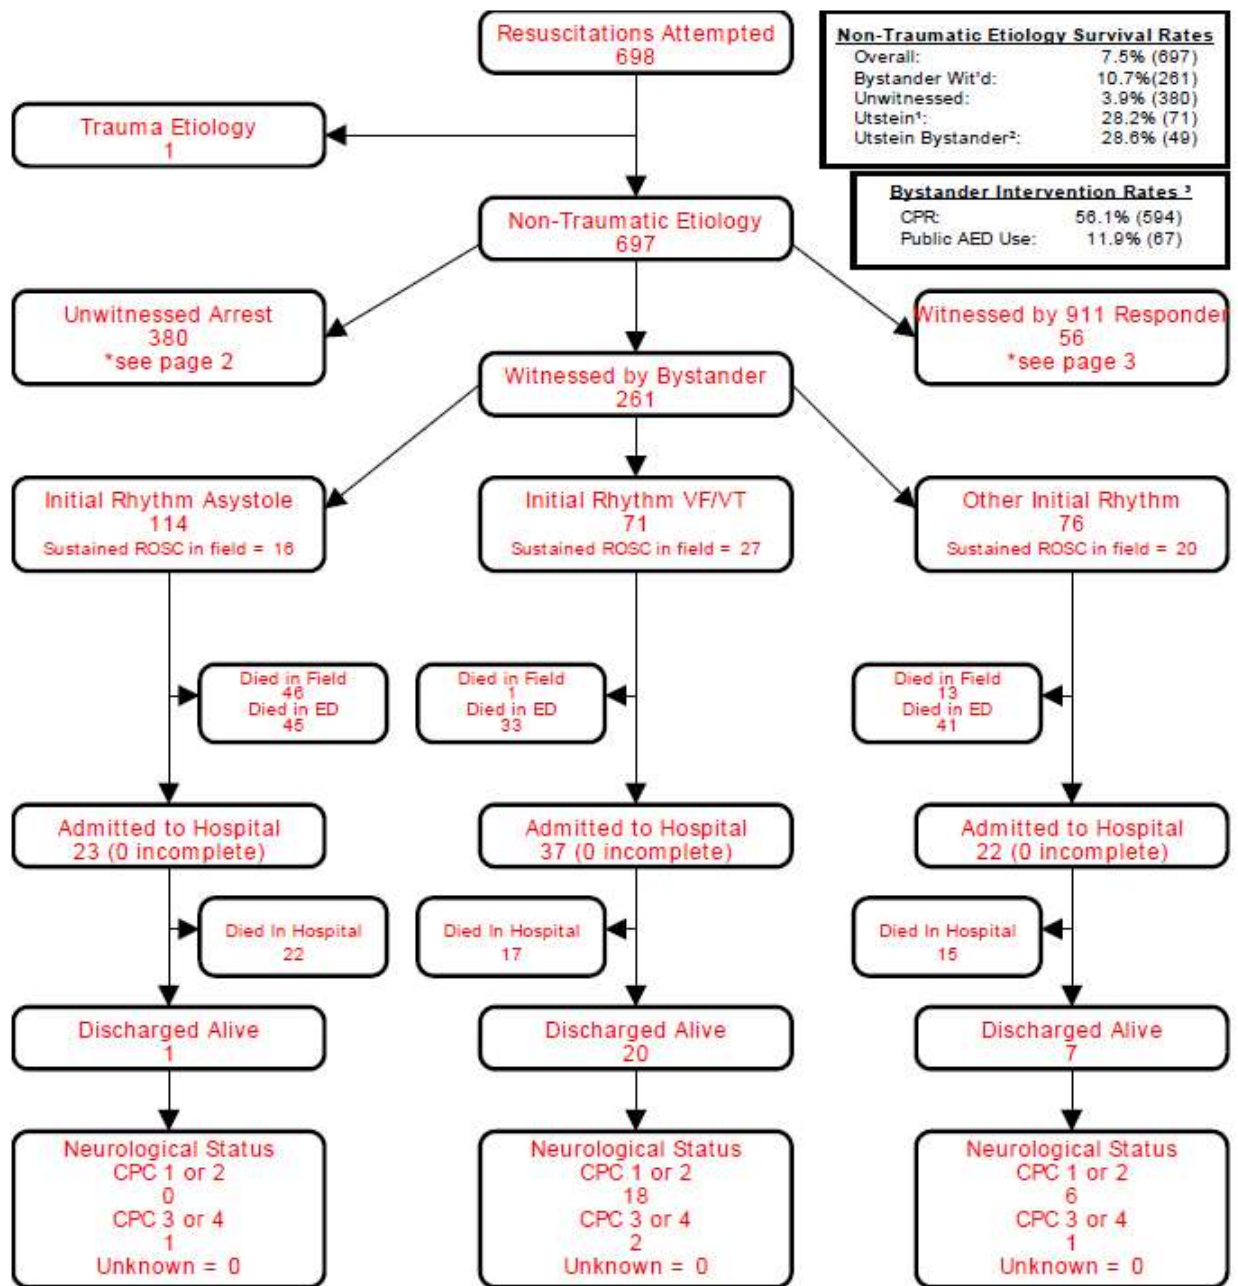 Resuscitations Attempted
698
Non-Traumatic Etiology Survival Rates
Overall: 7.5% (697)
Bystander Wit'd: 10.7%(261)
Unwitnessed: 3.9% (380)
Utstein¹: 28.2% (71)
Utstein Bystander²: 28.6% (49)
Trauma Etiology
1
Bystander Intervention Rates ³
CPR: 56.1% (594)
Public AED Use: 11.9% (67)
Non-Traumatic Etiology
697
Unwitnessed Arrest
380
*see page 2
Witnessed by 911 Responder
56
*see page 3
Witnessed by Bystander
261
Initial Rhythm Asystole
114
Sustained ROSC in field = 16
Initial Rhythm VF/VT
71
Sustained ROSC in field = 27
Other Initial Rhythm
76
Sustained ROSC in field = 20
Died in Field
46
Died in ED
45
Died in Field
1
Died in ED
33
Died in Field
13
Died in ED
41
Admitted to Hospital
23 (0 incomplete)
Admitted to Hospital
37 (0 incomplete)
Admitted to Hospital
22 (0 incomplete)
Died In Hospital
22
Died In Hospital
17
Died In Hospital
15
Discharged Alive
1
Discharged Alive
20
Discharged Alive
7
Neurological Status
CPC 1 or 2
0
CPC 3 or 4
1
Unknown = 0
Neurological Status
CPC 1 or 2
18
CPC 3 or 4
2
Unknown = 0
Neurological Status
CPC 1 or 2
6
CPC 3 or 4
1
Unknown = 0